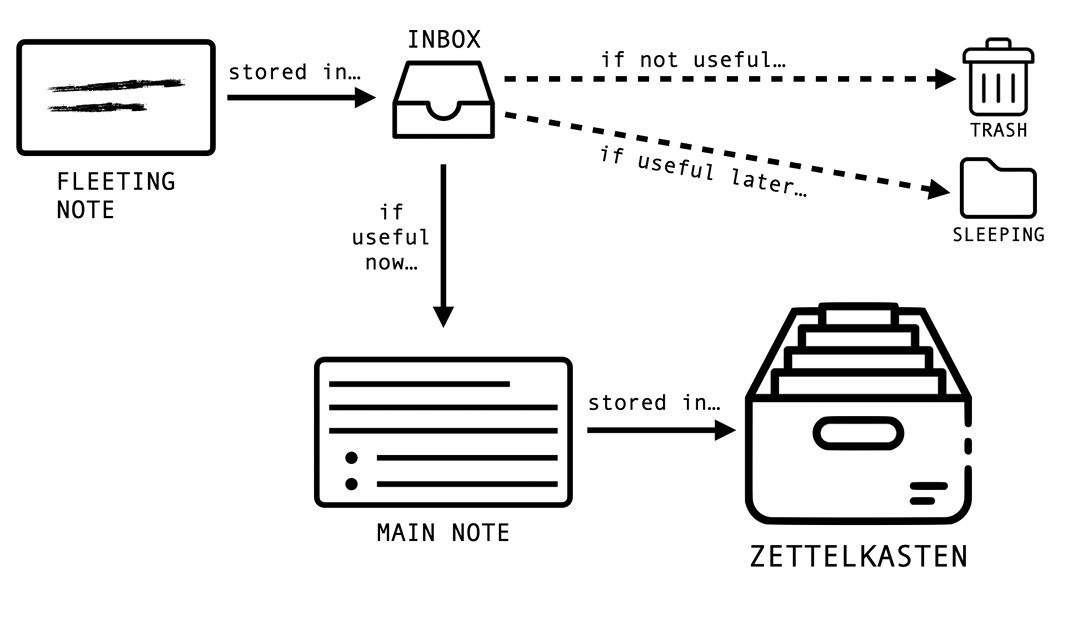 INBOX
stored in…
if not useful…
TRASH
FLEETING
NOTE
if useful later…
SLEEPING
if
useful
now…
stored in…
MAIN NOTE
ZETTELKASTEN